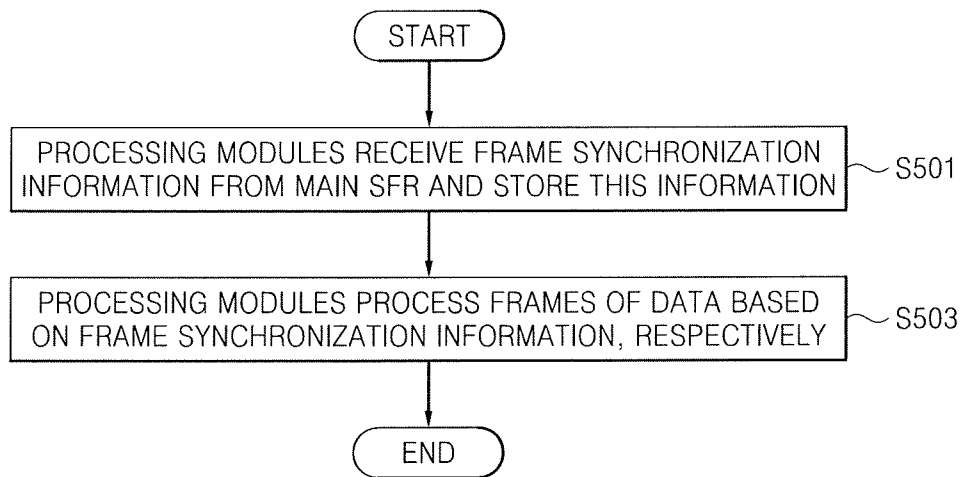 START
PROCESSING MODULES RECEIVE FRAME SYNCHRONIZATION
INFORMATION FROM MAIN SFR AND STORE THIS INFORMATION
S501
PROCESSING MODULES PROCESS FRAMES OF DATA BASED
ON FRAME SYNCHRONIZATION INFORMATION, RESPECTIVELY
S503
END